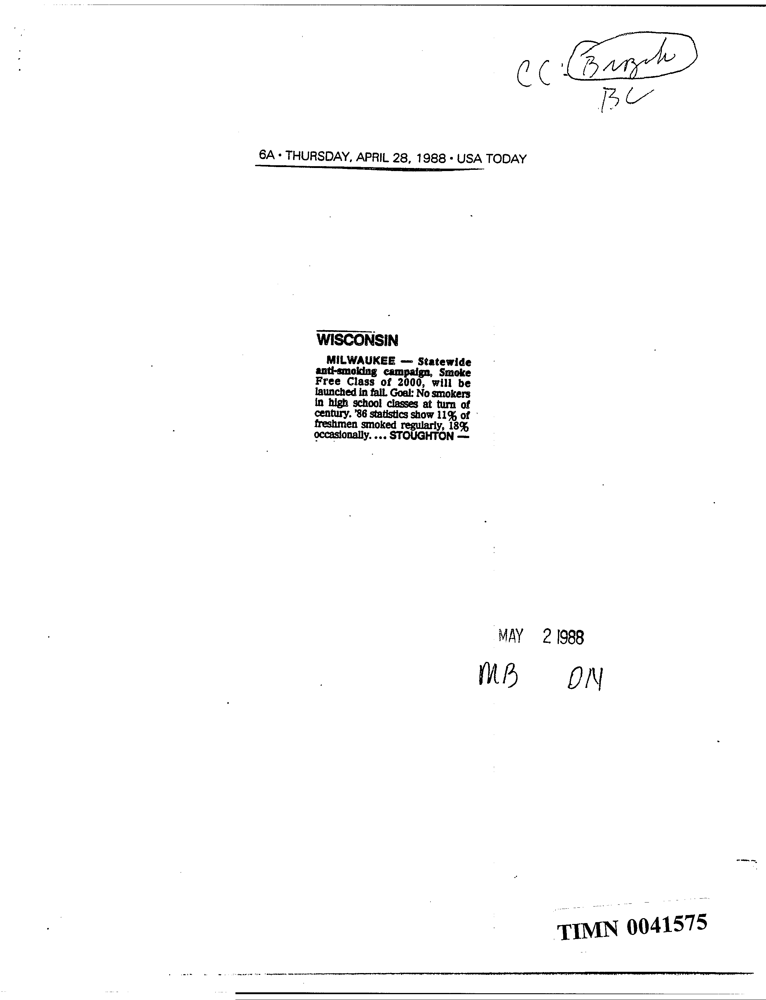 CC:
BC
6A • THURSDAY, APRIL 28, 1988 • USA TODAY
WISCONSIN
MILWAUKEE — Statewide
anti-smoking campaign, Smoke
Free Class of 2000, will be
launched in fall. Goal: No smokers
in high school classes at turn of
century. '86 statistics show 11% of
freshmen smoked regularly, 18%
occasionally. ... STOUGHTON —
MAY 2 1988
MB DN
TIMN 0041575